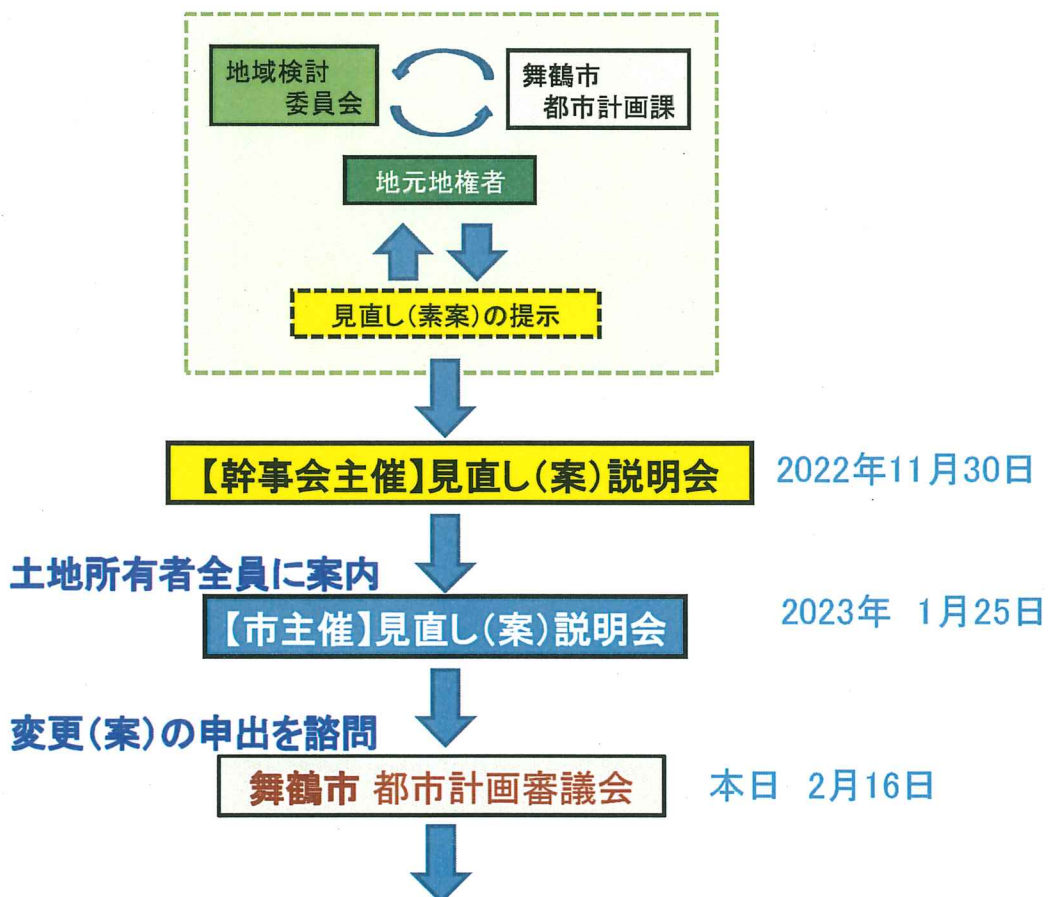 地域検討
委員会
舞鶴市
都市計画課
地元地権者
見直し(素案)の提示
【幹事会主催】見直し(案)説明会
2022年11月30日
土地所有者全員に案内
【市主催】見直し(案)説明会
2023年 1月25日
変更(案)の申出を諮問
舞鶴市 都市計画審議会
本日 2月16日